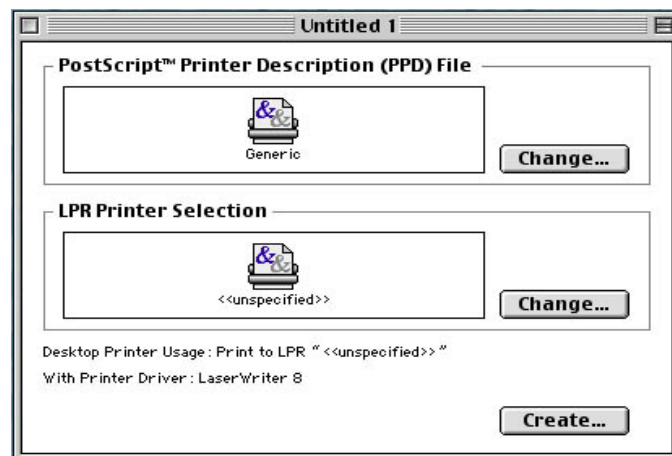 Untitled 1
PostScript™ Printer Description (PPD) File
&&
Generic
Change...
LPR Printer Selection
&&
<<unspecified>>
Change...
Desktop Printer Usage : Print to LPR “<<unspecified>>”
With Printer Driver : LaserWriter 8
Create...